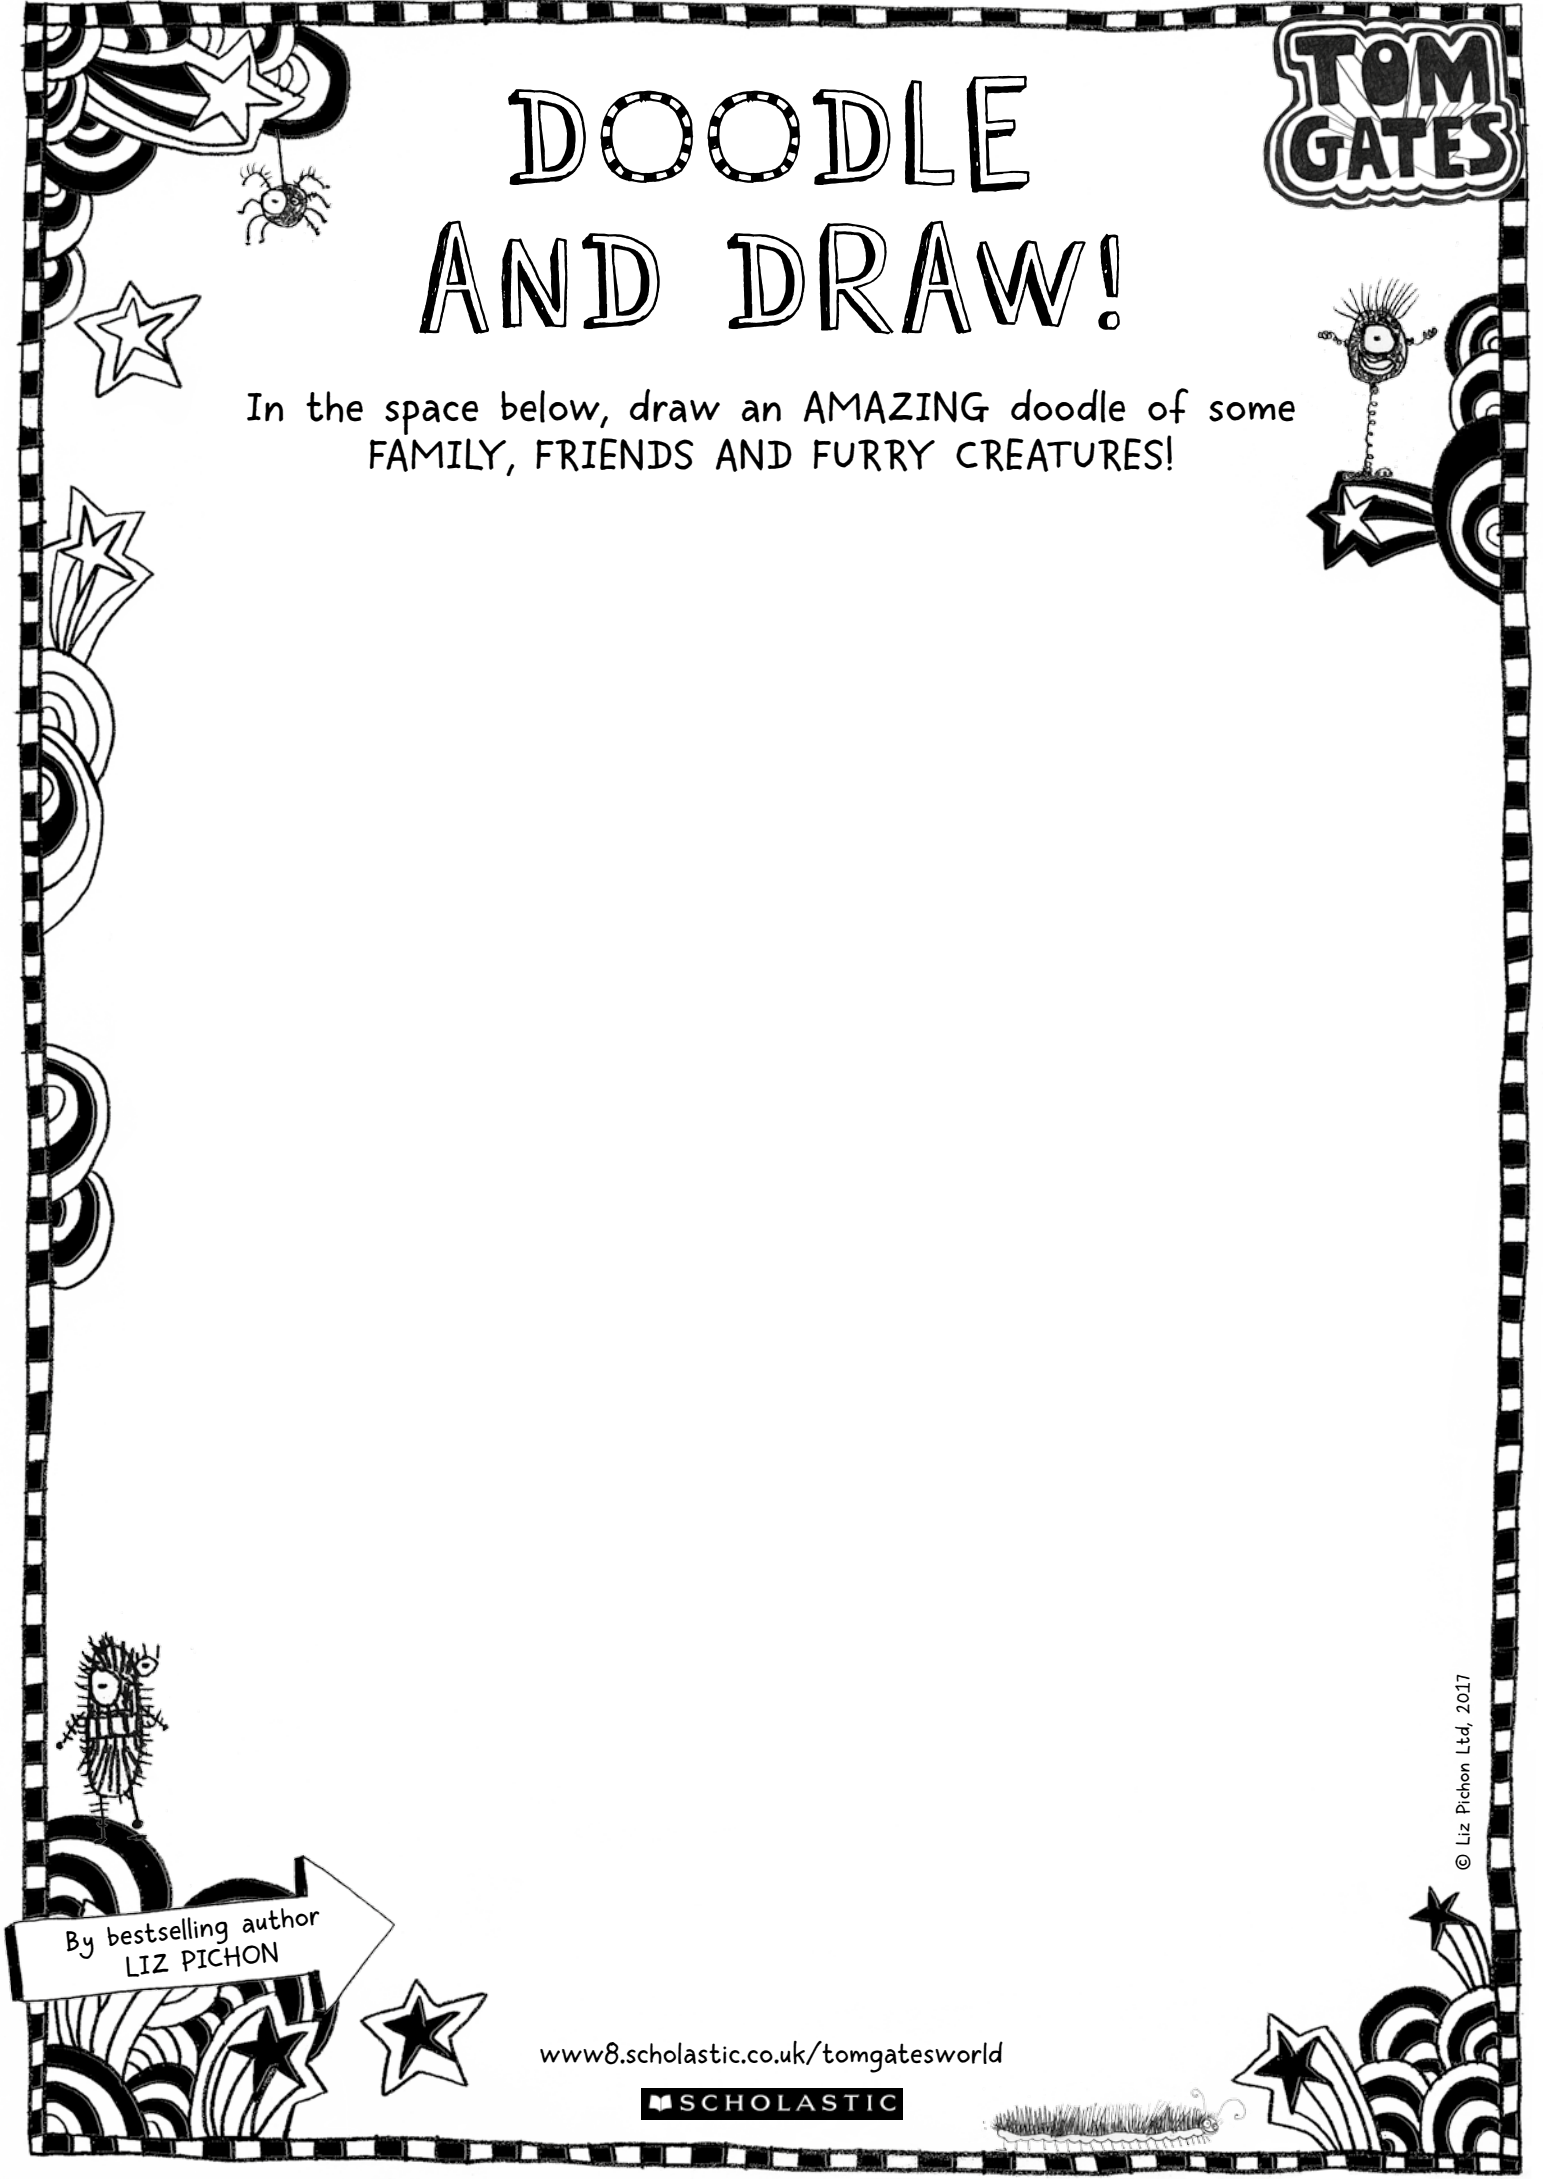 TOM
GATES
DOODLE
AND DRAW!
In the space below, draw an AMAZING doodle of some
FAMILY, FRIENDS AND FURRY CREATURES!
© Liz Pichon Ltd, 2017
By bestselling author
LIZ PICHON
www8.scholastic.co.uk/tomgatesworld
SCHOLASTIC